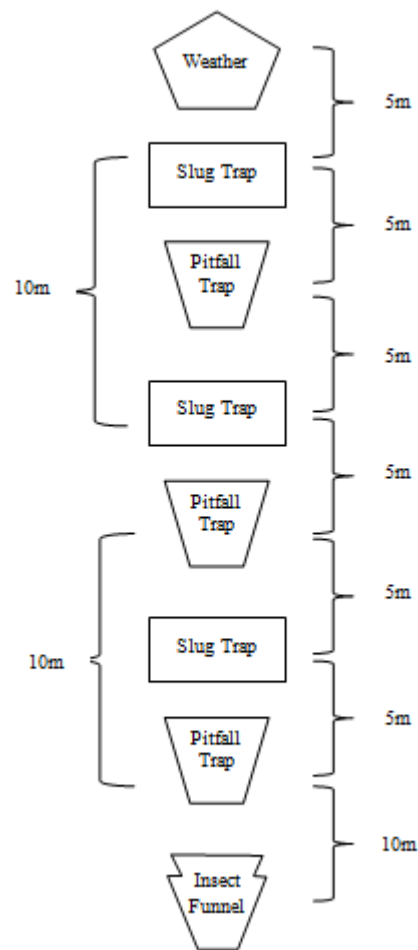 Weather
5m
Slug Trap
5m
Pitfall
Trap
10m
5m
Slug Trap
5m
Pitfall
Trap
5m
Slug Trap
10m
5m
Pitfall
Trap
10m
Insect
Funnel